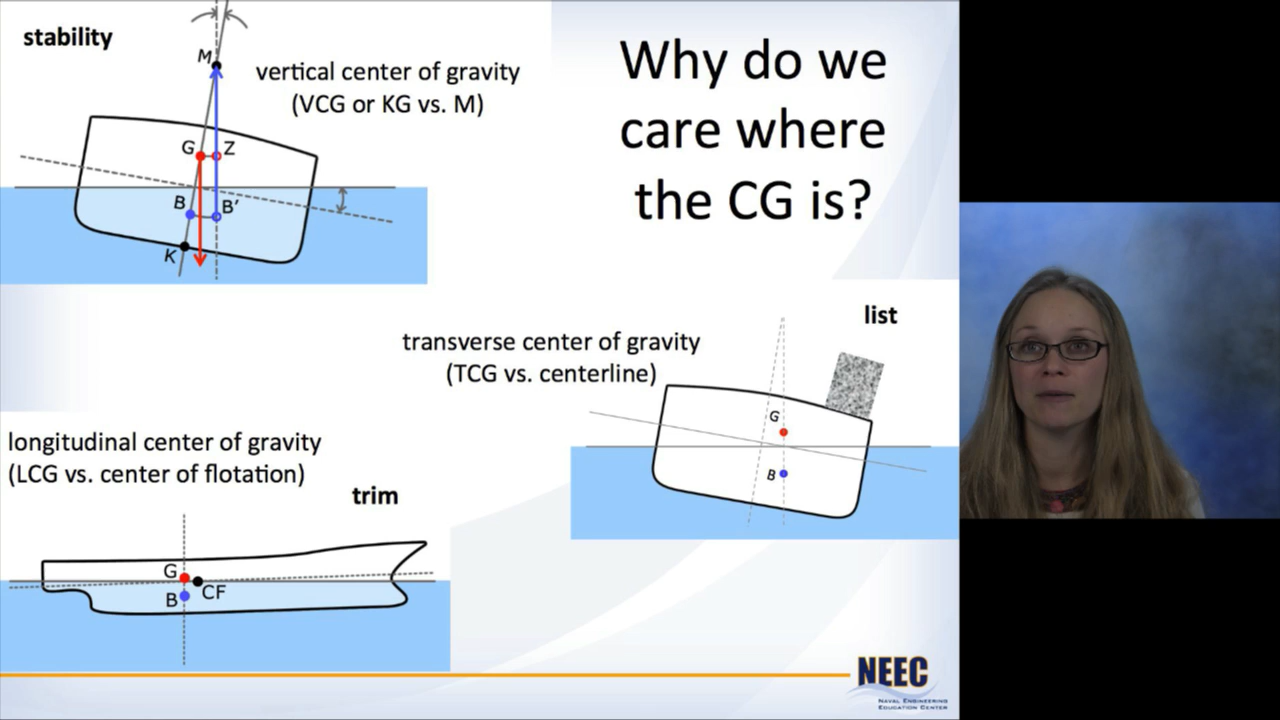 stability
Why do we
care where
the CG is?
vertical center of gravity
(VCG or KG vs. M)
M
G
Z
B
B'
K
list
transverse center of gravity
(TCG vs. centerline)
G
B
longitudinal center of gravity
(LCG vs. center of flotation)
trim
G
CF
B
NEEC
NAVAL ENGINEERING
EDUCATION CENTER